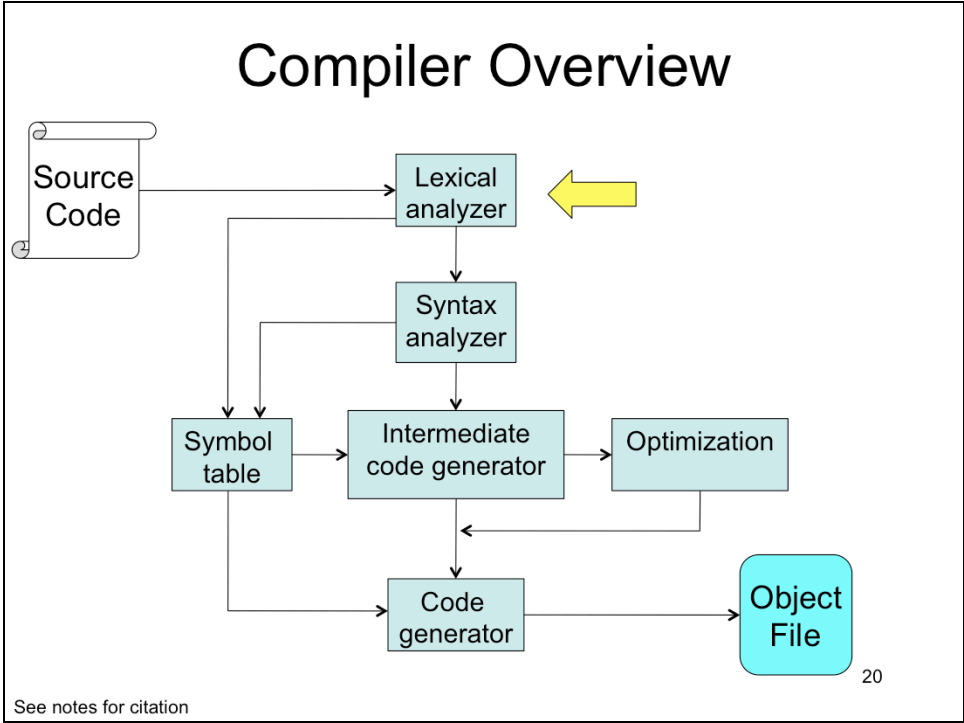 Compiler Overview
Source
Code
Lexical
analyzer
Syntax
analyzer
Symbol
table
Intermediate
code generator
Optimization
Code
generator
Object
File
20
See notes for citation